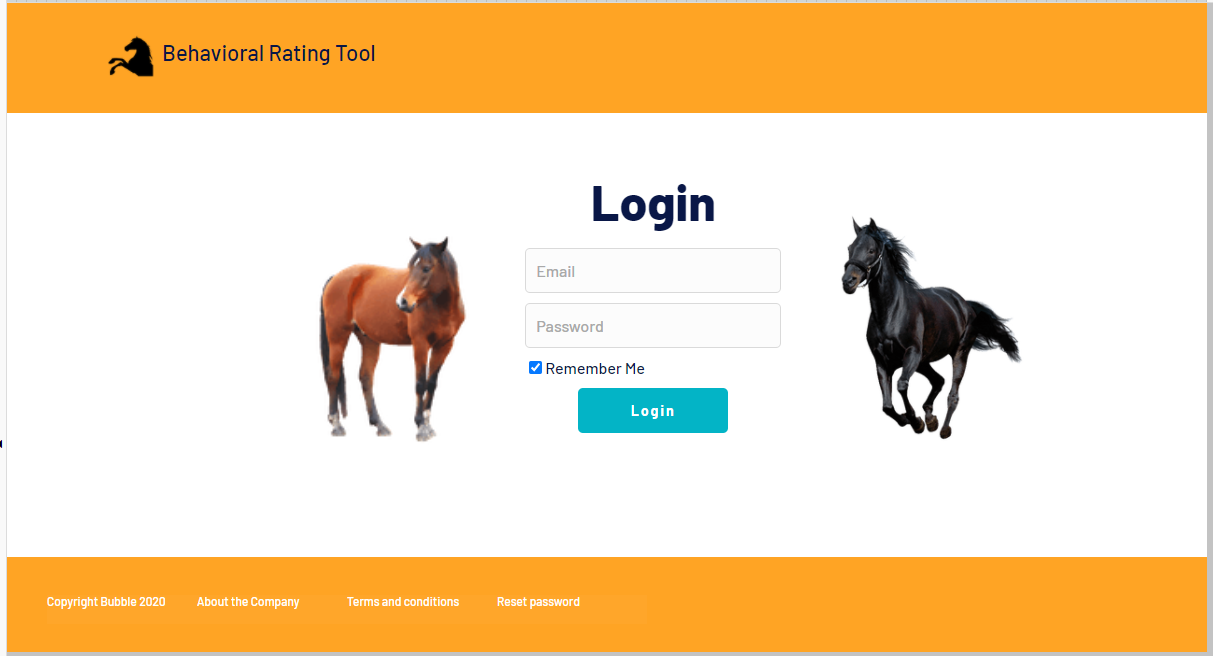 Behavioral Rating Tool
Login
Email
Password
Remember Me
Login
Copyright Bubble 2020 About the Company Terms and conditions Reset password